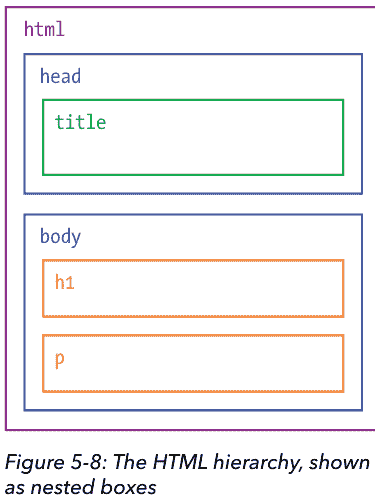 html
head
title
body
h1
p
Figure 5-8: The HTML hierarchy, shown
as nested boxes